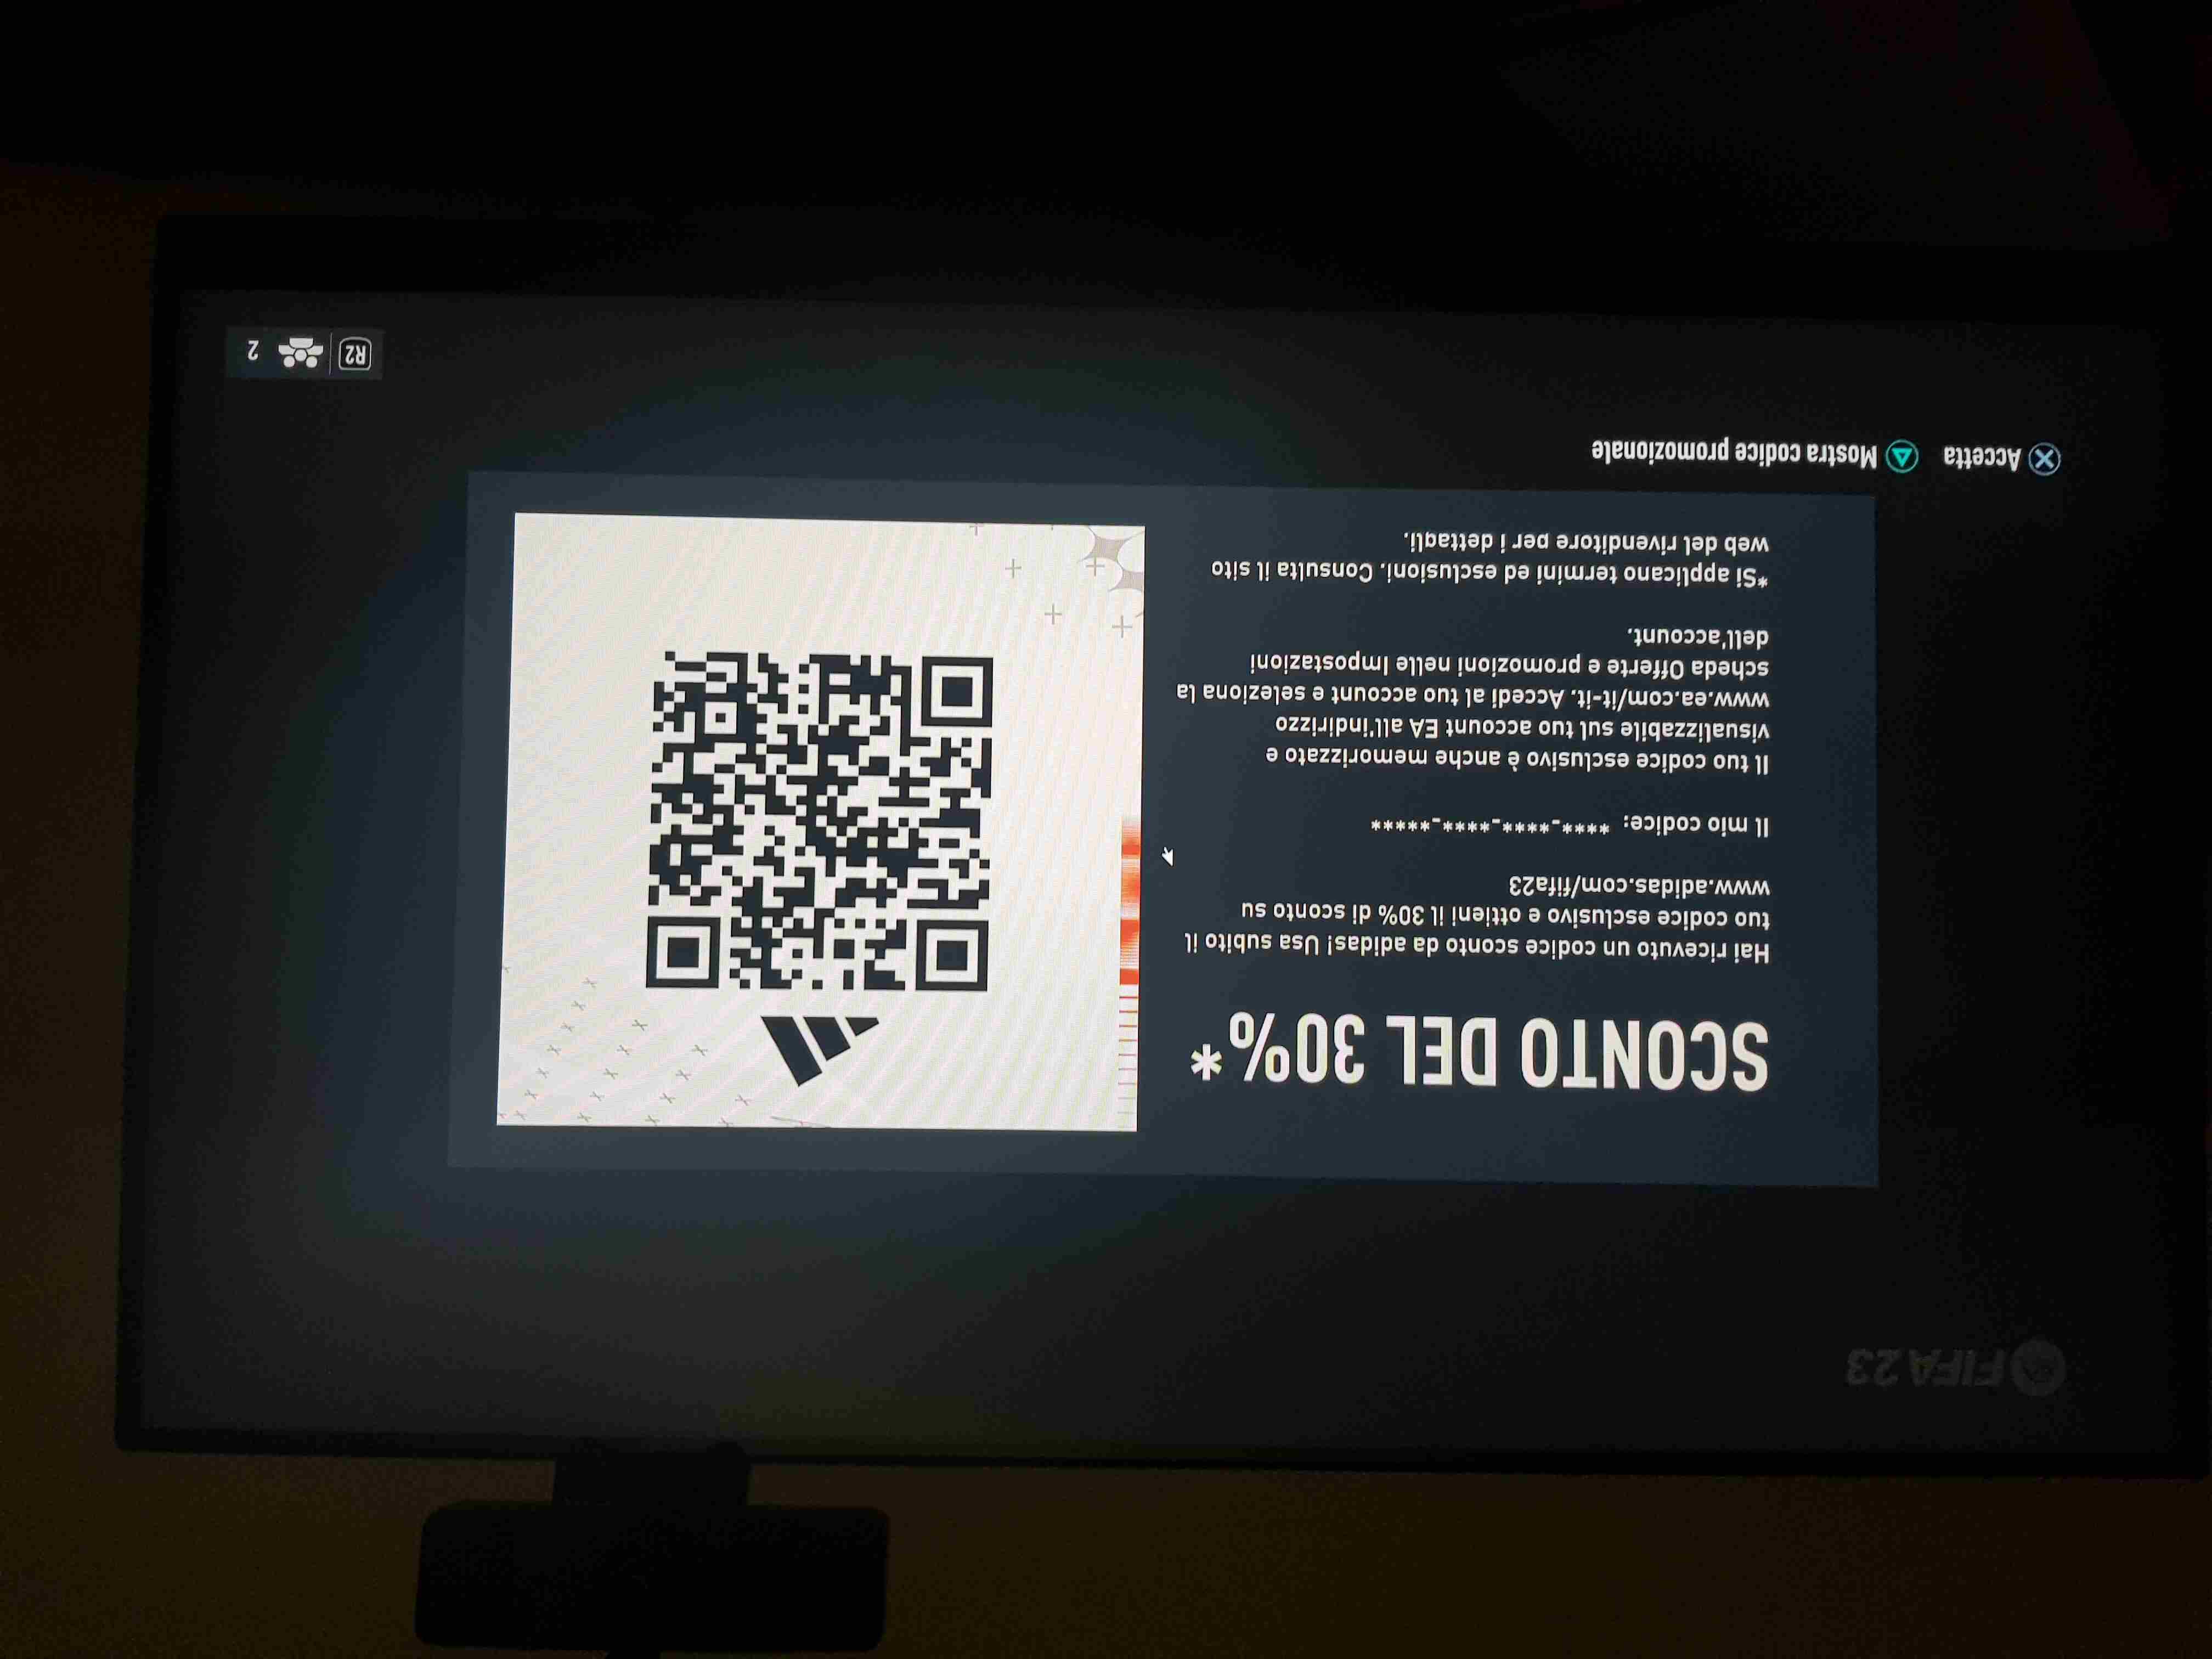 FIFA 23
SCONTO DEL 30%*
Hai ricevuto un codice sconto da adidas! Usa subito il
tuo codice esclusivo e ottieni il 30% di sconto su
www.adidas.com/fifa23
Il mio codice: ****-****-****-*****
Il tuo codice esclusivo è anche memorizzato e
visualizzabile sul tuo account EA all'indirizzo
www.ea.com/it-it. Accedi al tuo account e seleziona la
scheda Offerte e promozioni nelle Impostazioni
dell'account.
*Si applicano termini ed esclusioni. Consulta il sito
web del rivenditore per i dettagli.
Accetta Mostra codice promozionale
R2 2